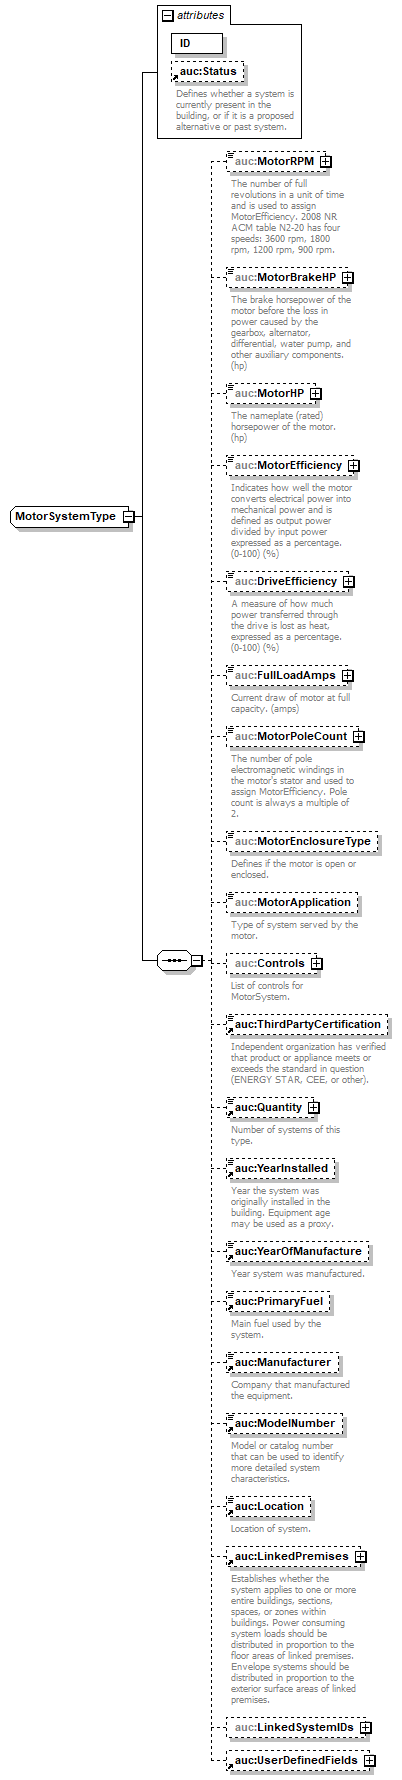 attributes
ID
auc:Status
Defines whether a system is
currently present in the
building, or if it is a proposed
alternative or past system.
auc:MotorRPM
The number of full
revolutions in a unit of time
and is used to assign
MotorEfficiency. 2008 NR
ACM table N2-20 has four
speeds: 3600 rpm, 1800
rpm, 1200 rpm, 900 rpm.
auc:MotorBrakeHP
The brake horsepower of the
motor before the loss in
power caused by the
gearbox, alternator,
differential, water pump, and
other auxiliary components.
(hp)
auc:MotorHP
The nameplate (rated)
horsepower of the motor.
(hp)
auc:MotorEfficiency
Indicates how well the motor
converts electrical power into
mechanical power and is
defined as output power
divided by input power
expressed as a percentage.
(0-100) (%)
MotorSystemType
auc:DriveEfficiency
A measure of how much
power transferred through
the drive is lost as heat,
expressed as a percentage.
(0-100) (%)
auc:FullLoadAmps
Current draw of motor at full
capacity. (amps)
auc:MotorPoleCount
The number of pole
electromagnetic windings in
the motor's stator and used to
assign MotorEfficiency. Pole
count is always a multiple of
2.
auc:MotorEnclosureType
Defines if the motor is open or
enclosed.
auc:MotorApplication
Type of system served by the
motor.
auc:Controls
List of controls for
MotorSystem.
auc:ThirdPartyCertification
Independent organization has verified
that product or appliance meets or
exceeds the standard in question
(ENERGY STAR, CEE, or other).
auc:Quantity
Number of systems of this
type.
auc:YearInstalled
Year the system was
originally installed in the
building. Equipment age
may be used as a proxy.
auc:YearOfManufacture
Year system was manufactured.
auc:PrimaryFuel
Main fuel used by the
system.
auc:Manufacturer
Company that manufactured
the equipment.
auc:ModelNumber
Model or catalog number
that can be used to identify
more detailed system
characteristics.
auc:Location
Location of system.
auc:LinkedPremises
Establishes whether the
system applies to one or more
entire buildings, sections,
spaces, or zones within
buildings. Power consuming
system loads should be
distributed in proportion to the
floor areas of linked premises.
Envelope systems should be
distributed in proportion to the
exterior surface areas of linked
premises.
auc:LinkedSystemIDs
auc:UserDefinedFields